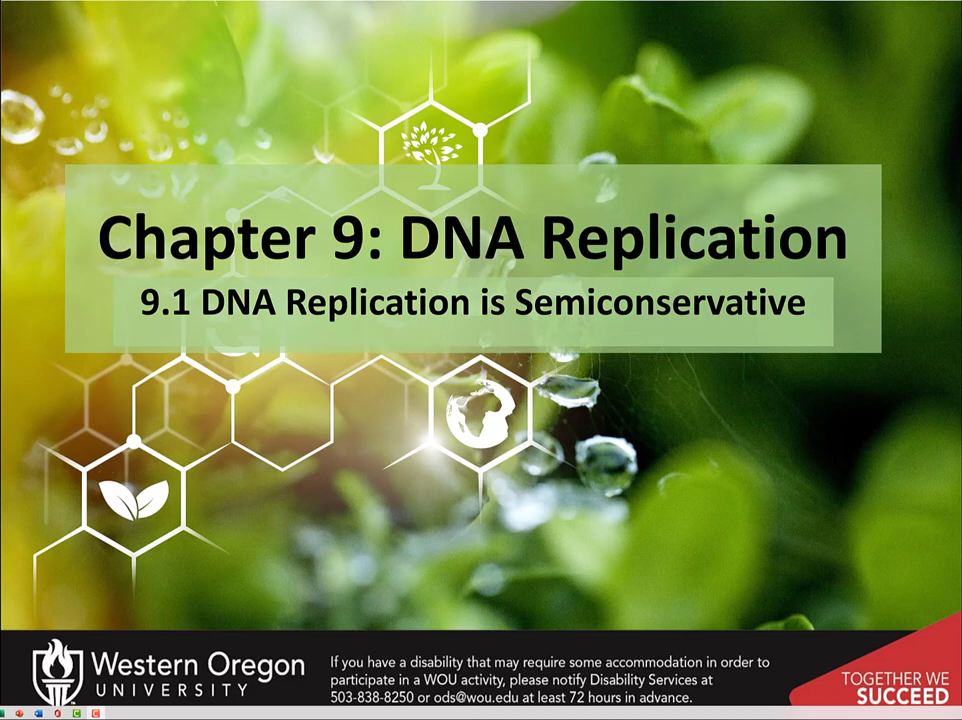 Chapter 9: DNA Replication
9.1 DNA Replication is Semiconservative
Western Oregon
UNIVERSITY
If you have a disability that may require some accommodation in order to
participate in a WOU activity, please notify Disability Services at
503-838-8250 or ods@wou.edu at least 72 hours in advance.
TOGETHER WE
SUCCEED